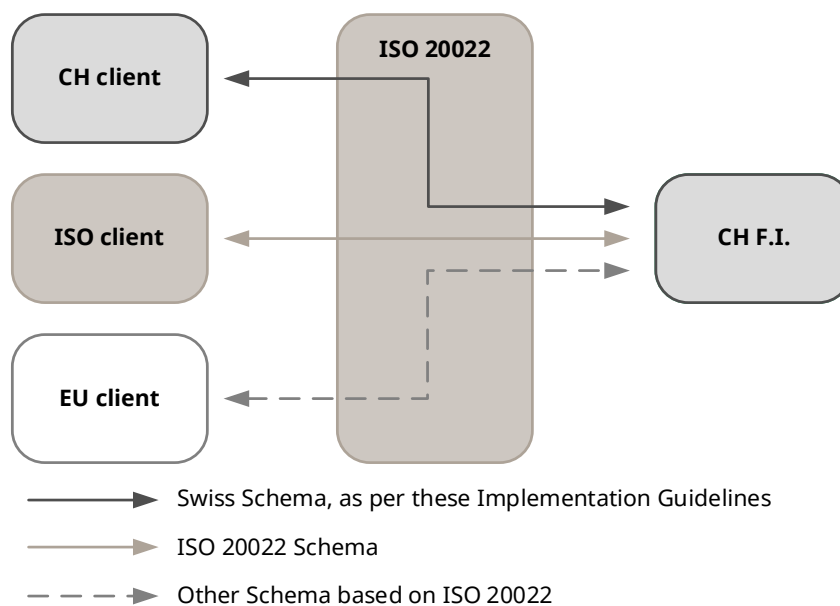 ISO 20022
CH client
ISO client
CH F.I.
EU client
Swiss Schema, as per these Implementation Guidelines
ISO 20022 Schema
Other Schema based on ISO 20022